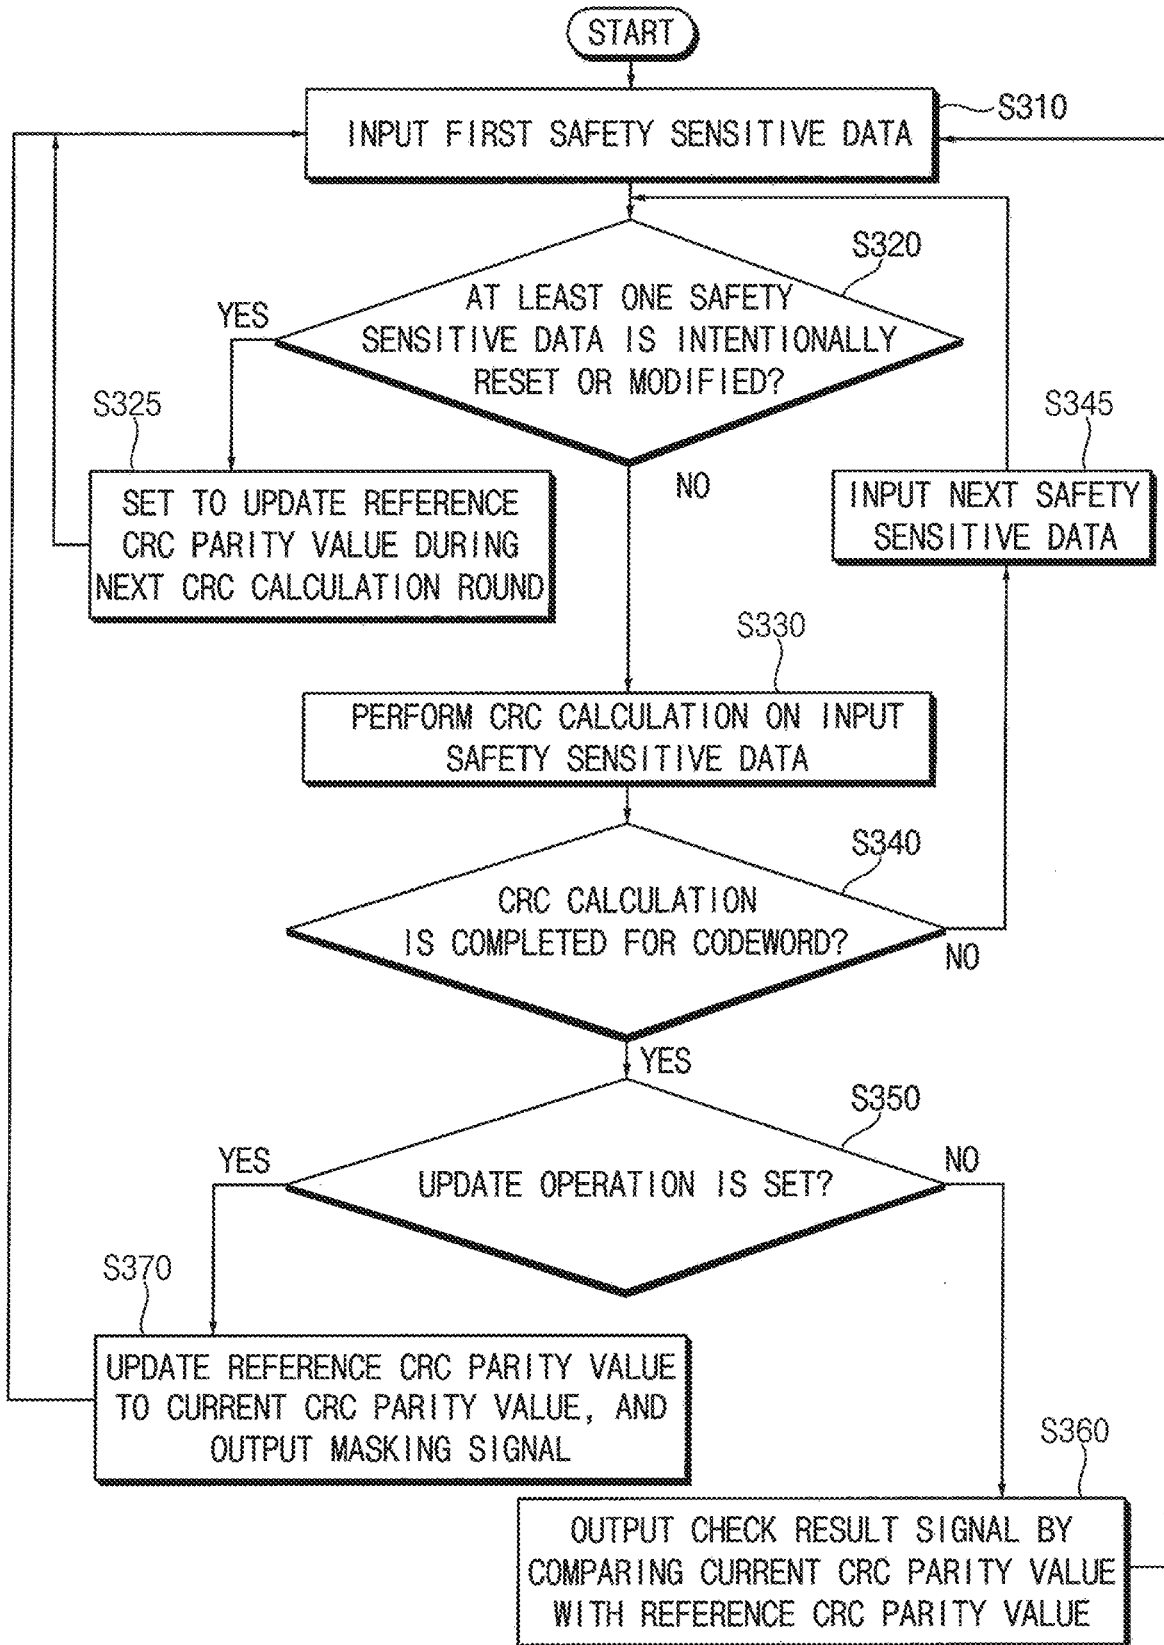 START
S310
INPUT FIRST SAFETY SENSITIVE DATA
S320
AT LEAST ONE SAFETY
SENSITIVE DATA IS INTENTIONALLY
RESET OR MODIFIED?
YES
NO
S325
SET TO UPDATE REFERENCE
CRC PARITY VALUE DURING
NEXT CRC CALCULATION ROUND
S345
INPUT NEXT SAFETY
SENSITIVE DATA
S330
PERFORM CRC CALCULATION ON INPUT
SAFETY SENSITIVE DATA
S340
CRC CALCULATION
IS COMPLETED FOR CODEWORD?
NO
YES
S350
YES
UPDATE OPERATION IS SET?
NO
S370
UPDATE REFERENCE CRC PARITY VALUE
TO CURRENT CRC PARITY VALUE, AND
OUTPUT MASKING SIGNAL
S360
OUTPUT CHECK RESULT SIGNAL BY
COMPARING CURRENT CRC PARITY VALUE
WITH REFERENCE CRC PARITY VALUE